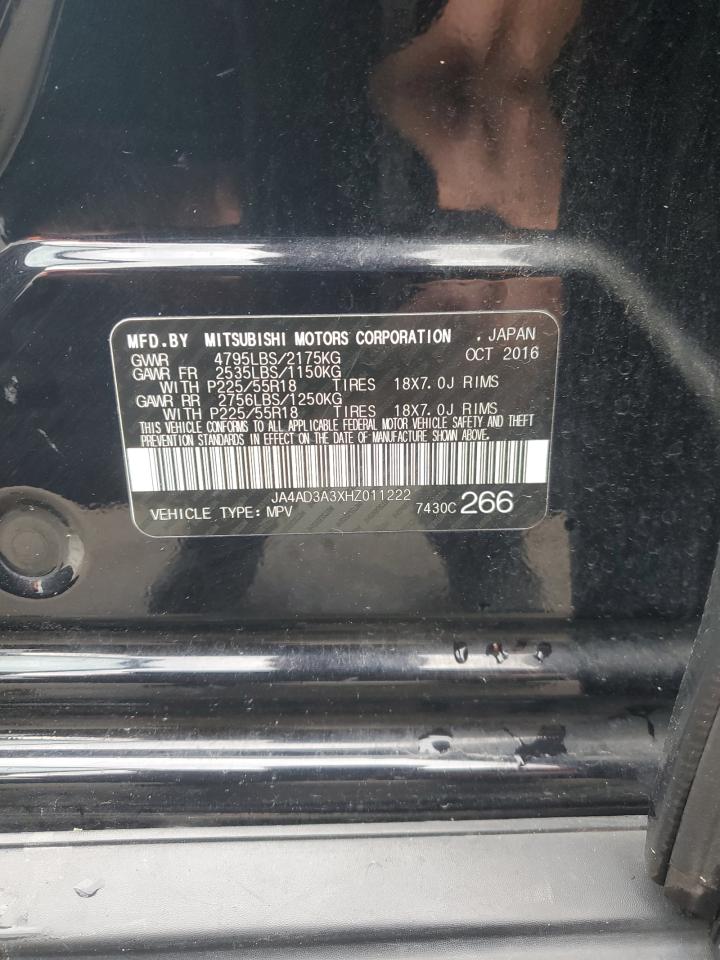 MFD.BY MITSUBISHI MOTORS CORPORATION . JAPAN
GVWR 4795LBS/2175KG OCT 2016
GAWR FR 2535LBS/1150KG
WITH P225/55R18 TIRES 18X7.0J RIMS
GAWR RR 2756LBS/1250KG
WITH P225/55R18 TIRES 18X7.0J RIMS
THIS VEHICLE CONFORMS TO ALL APPLICABLE FEDERAL MOTOR VEHICLE SAFETY AND THEFT
PREVENTION STANDARDS IN EFFECT ON THE DATE OF MANUFACTURE SHOWN ABOVE.
JA4AD3A3XHZ011222
VEHICLE TYPE: MPV 7430C 266